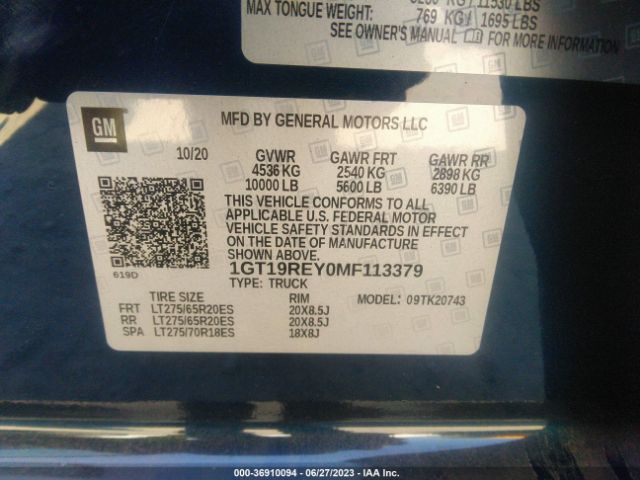 KG / 11530 LBS
MAX TONGUE WEIGHT: 769 KG / 1695 LBS
SEE OWNER'S MANUAL FOR MORE INFORMATION
GM
MFD BY GENERAL MOTORS LLC
10/20 GVWR GAWR FRT GAWR RR
4536 KG 2540 KG 2898 KG
10000 LB 5600 LB 6390 LB
THIS VEHICLE CONFORMS TO ALL
APPLICABLE U.S. FEDERAL MOTOR
VEHICLE SAFETY STANDARDS IN EFFECT
ON THE DATE OF MANUFACTURE
SHOWN ABOVE.
619D
1GT19REY0MF113379
TYPE: TRUCK
TIRE SIZE RIM MODEL: 09TK20743
FRT LT275/65R20ES 20X8.5J
RR LT275/65R20ES 20X8.5J
SPA LT275/70R18ES 18X8J
000-36910094 - 06/27/2023 - IAA Inc.